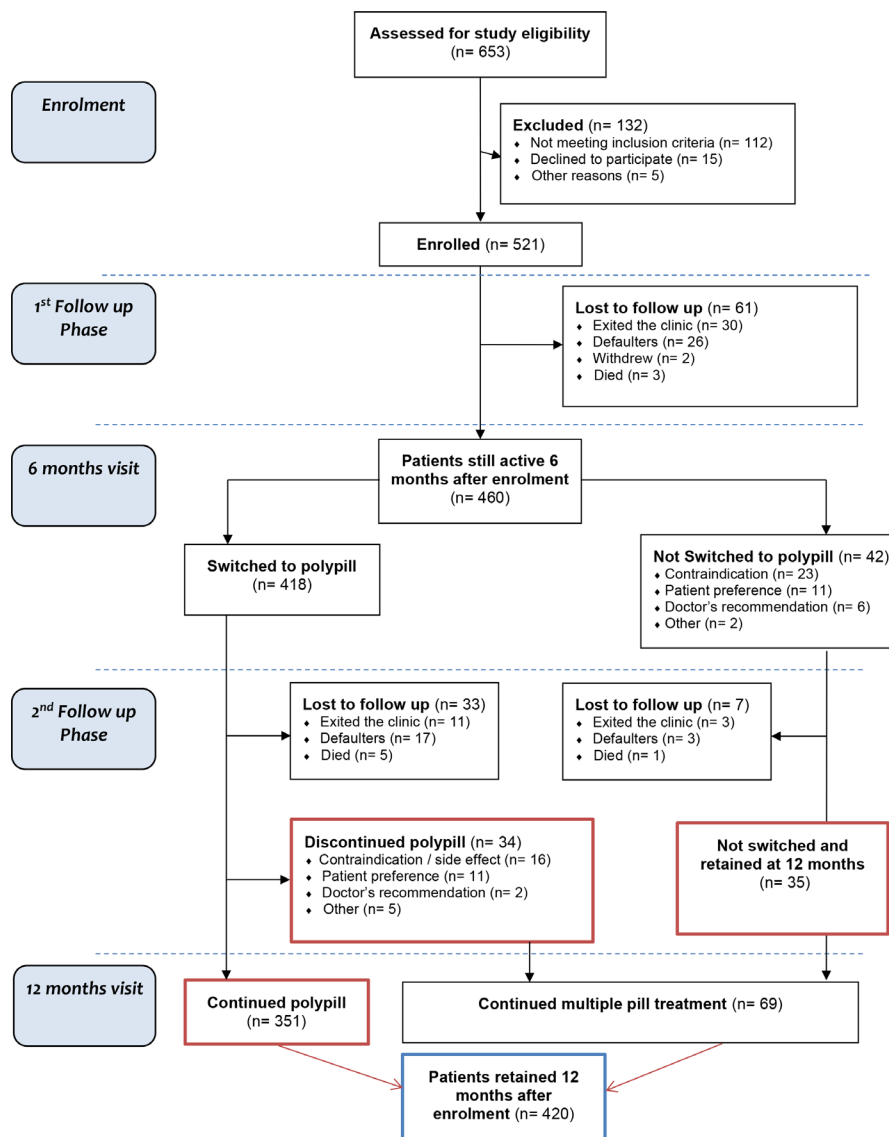 Assessed for study eligibility
(n= 653)
Enrolment
Excluded (n= 132)
♦ Not meeting inclusion criteria (n= 112)
♦ Declined to participate (n= 15)
♦ Other reasons (n= 5)
Enrolled (n= 521)
1st Follow up
Phase
Lost to follow up (n= 61)
♦ Exited the clinic (n= 30)
♦ Defaulters (n= 26)
♦ Withdrew (n= 2)
♦ Died (n= 3)
6 months visit
Patients still active 6
months after enrolment
(n= 460)
Switched to polypill
(n= 418)
Not Switched to polypill (n= 42)
♦ Contraindication (n= 23)
♦ Patient preference (n= 11)
♦ Doctor's recommendation (n= 6)
♦ Other (n= 2)
2nd Follow up
Phase
Lost to follow up (n= 33)
♦ Exited the clinic (n= 11)
♦ Defaulters (n= 17)
♦ Died (n= 5)
Lost to follow up (n= 7)
♦ Exited the clinic (n= 3)
♦ Defaulters (n= 3)
♦ Died (n= 1)
Discontinued polypill (n= 34)
♦ Contraindication / side effect (n= 16)
♦ Patient preference (n= 11)
♦ Doctor's recommendation (n= 2)
♦ Other (n= 5)
Not switched and
retained at 12 months
(n= 35)
12 months visit
Continued polypill
(n= 351)
Continued multiple pill treatment (n= 69)
Patients retained 12
months after
enrolment (n= 420)